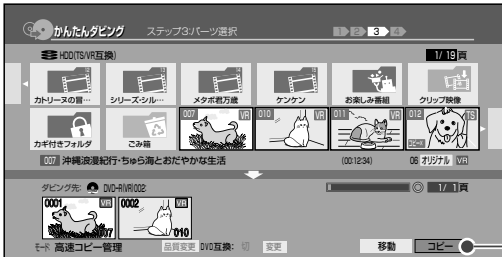 かんたんダビング ステップ3:パーツ選択 1 2 3 4
HDD(TS/VR互換) 1/19頁
カトリーヌの冒… シリーズ・シル… メタボ君万歳 ケンケン お楽しみ番組 クリップ映像
カギ付きフォルダ ごみ箱 007 VR 010 VR 011 VR 012 TS コピー1
007 沖縄浪漫紀行・ちゅら海とおだやかな生活 (00:12:34) 06 オリジナル VR
ダビング先: DVD-R(VR)002: 1/ 1頁
0001 VR 007 0002 VR 010
モード 高速コピー管理 品質変更 DVD互換: 切 変更 移動 コピー